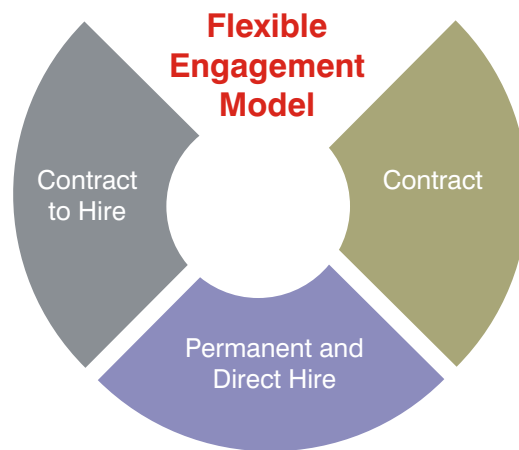 Flexible
Engagement
Model
Contract
to Hire
Contract
Permanent and
Direct Hire